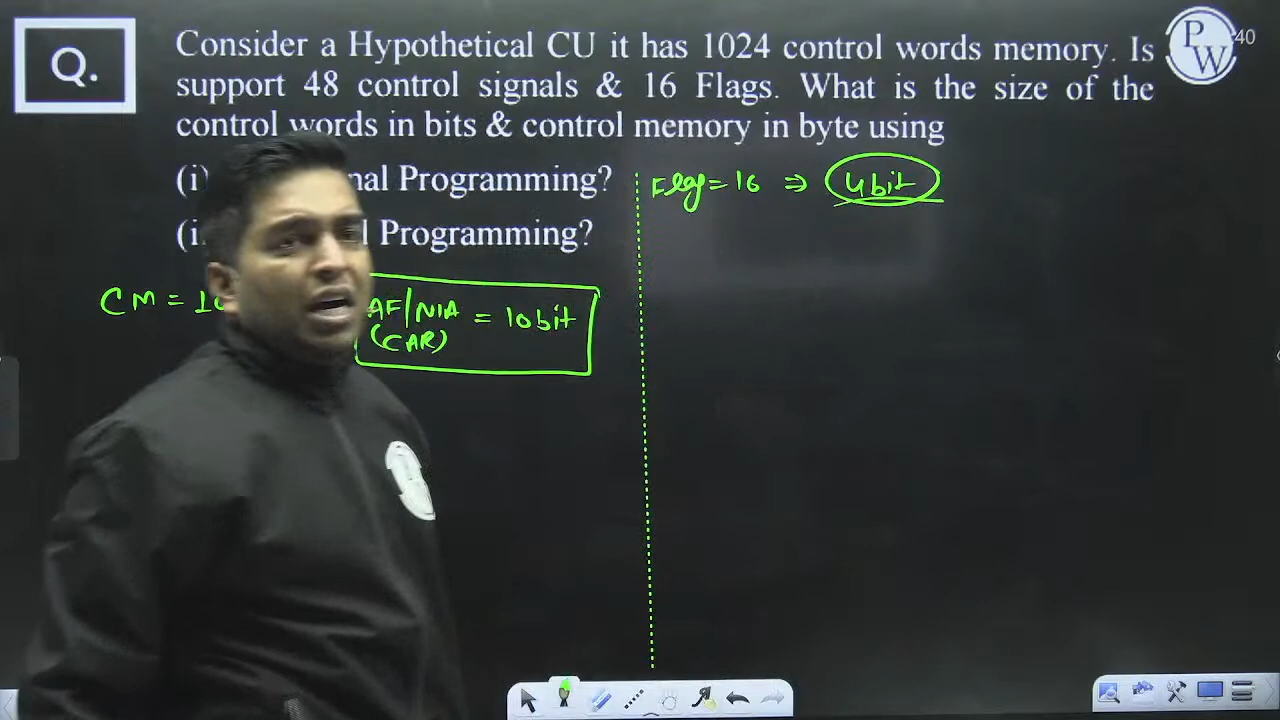 Q.
Consider a Hypothetical CU it has 1024 control words memory. Is
support 48 control signals & 16 Flags. What is the size of the
control words in bits & control memory in byte using
(i) nal Programming?
(i. l Programming?
Flag = 16 ⇒ 4bit
CM = 10
AF/NIA = 10bit
(CAR)
P
W
40